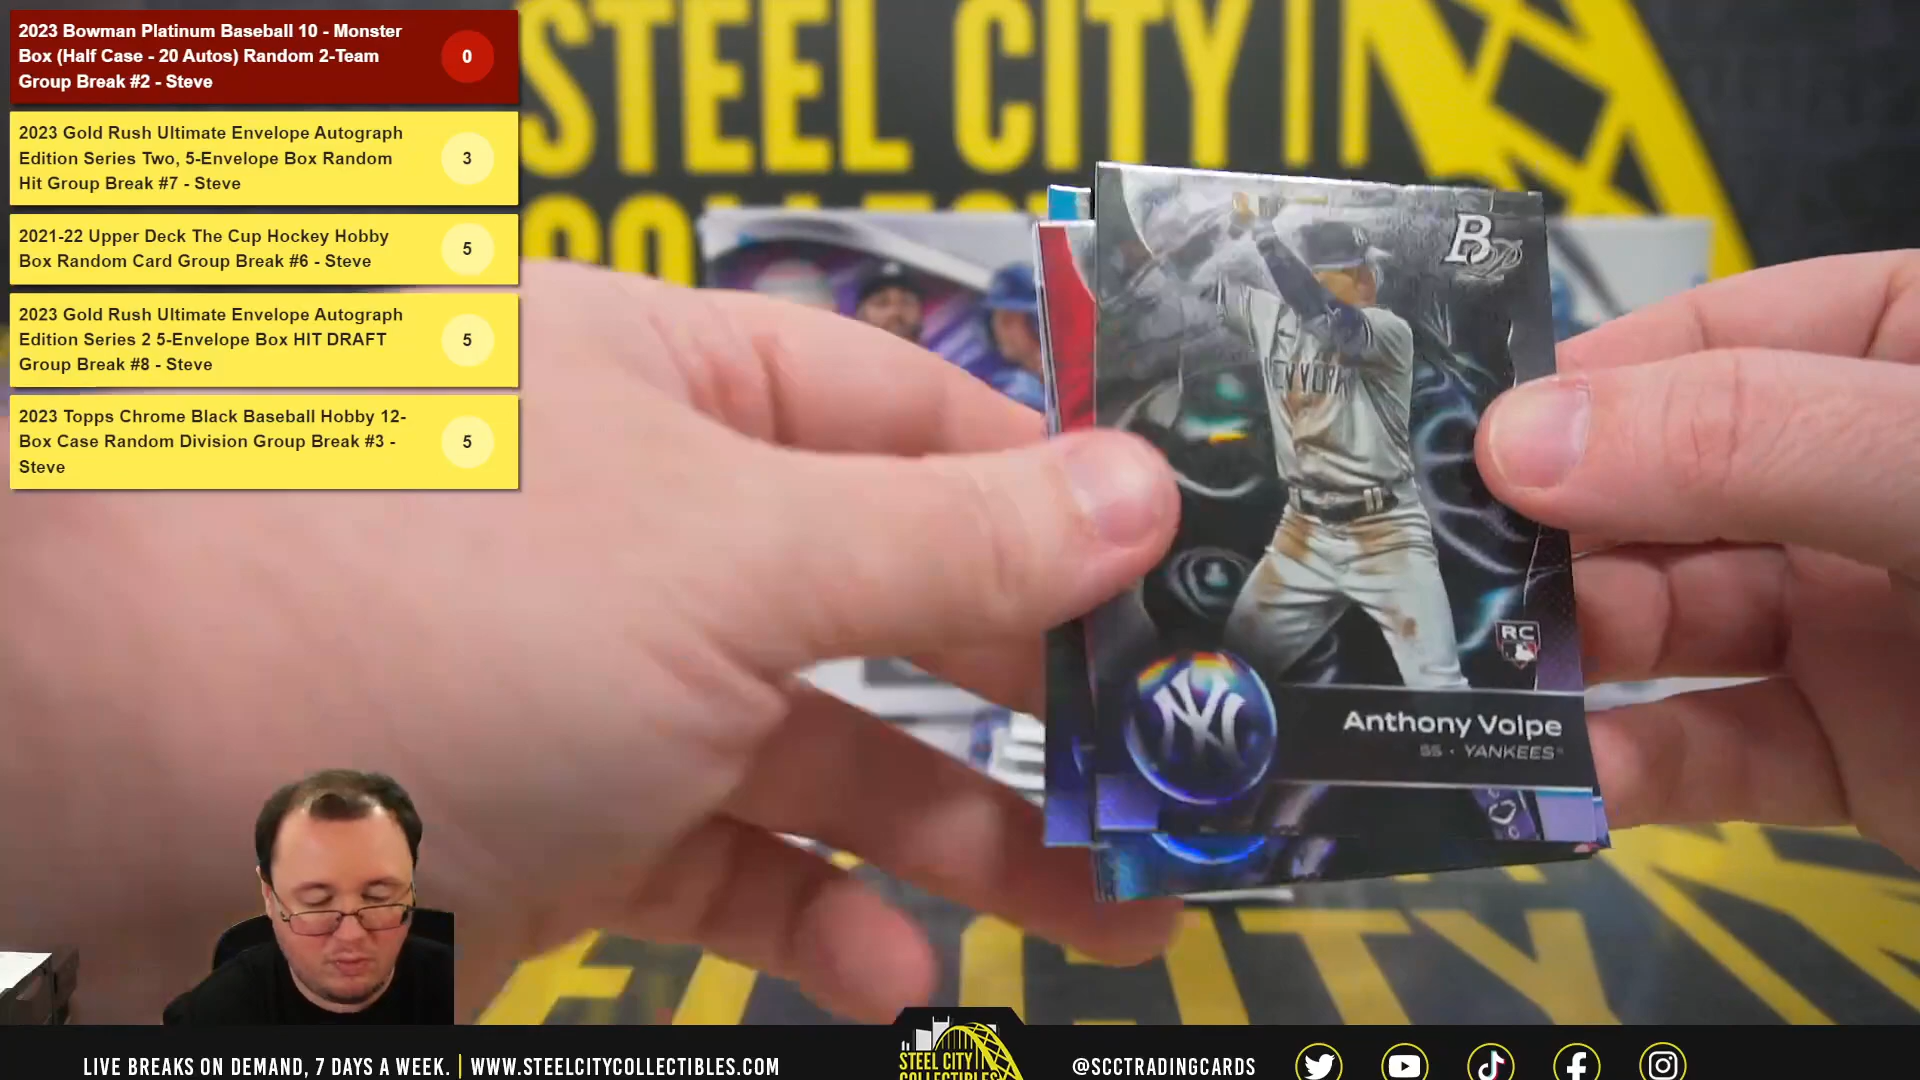 2023 Bowman Platinum Baseball 10 - Monster
Box (Half Case - 20 Autos) Random 2-Team
Group Break #2 - Steve
0
2023 Gold Rush Ultimate Envelope Autograph
Edition Series Two, 5-Envelope Box Random
Hit Group Break #7 - Steve
3
2021-22 Upper Deck The Cup Hockey Hobby
Box Random Card Group Break #6 - Steve
5
2023 Gold Rush Ultimate Envelope Autograph
Edition Series 2 5-Envelope Box HIT DRAFT
Group Break #8 - Steve
5
2023 Topps Chrome Black Baseball Hobby 12-
Box Case Random Division Group Break #3 -
Steve
5
STEEL CITY
B
NEW YORK
RC
NY
Anthony Volpe
SS · YANKEES
CITY
LIVE BREAKS ON DEMAND, 7 DAYS A WEEK. | WWW.STEELCITYCOLLECTIBLES.COM
STEEL CITY
COLLECTIBLES
@SCCTRADINGCARDS